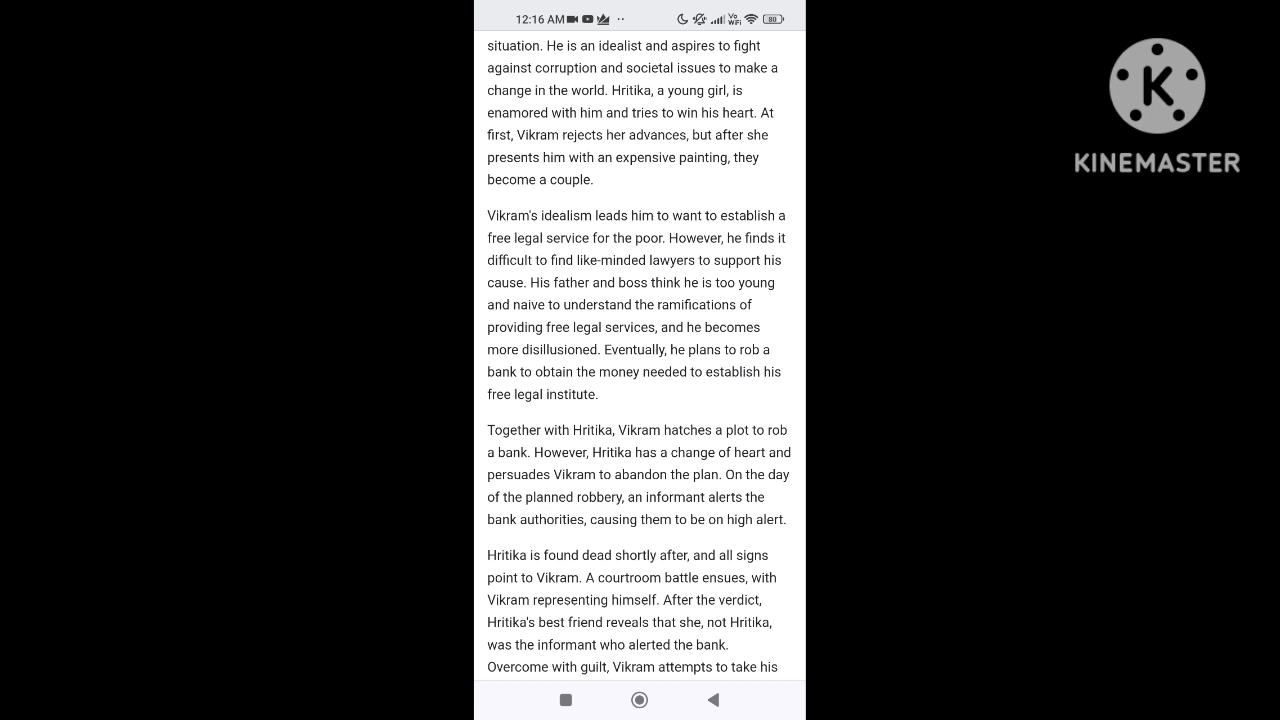 12:16 AM
Vo
WiFi
80
situation. He is an idealist and aspires to fight
against corruption and societal issues to make a
change in the world. Hritika, a young girl, is
enamored with him and tries to win his heart. At
first, Vikram rejects her advances, but after she
presents him with an expensive painting, they
become a couple.
Vikram's idealism leads him to want to establish a
free legal service for the poor. However, he finds it
difficult to find like-minded lawyers to support his
cause. His father and boss think he is too young
and naive to understand the ramifications of
providing free legal services, and he becomes
more disillusioned. Eventually, he plans to rob a
bank to obtain the money needed to establish his
free legal institute.
Together with Hritika, Vikram hatches a plot to rob
a bank. However, Hritika has a change of heart and
persuades Vikram to abandon the plan. On the day
of the planned robbery, an informant alerts the
bank authorities, causing them to be on high alert.
Hritika is found dead shortly after, and all signs
point to Vikram. A courtroom battle ensues, with
Vikram representing himself. After the verdict,
Hritika's best friend reveals that she, not Hritika,
was the informant who alerted the bank.
Overcome with guilt, Vikram attempts to take his
K
KINEMASTER